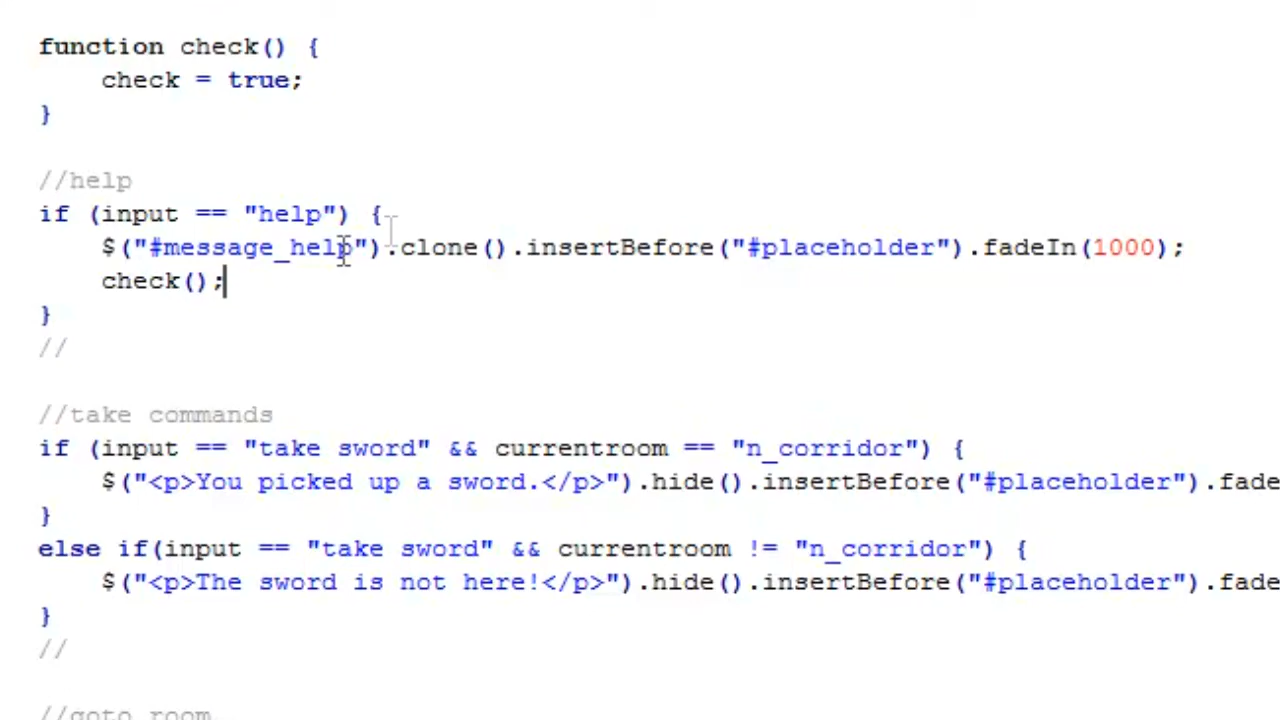 function check() {
    check = true;
}
//help
if (input == "help") {
    $("#message_help").clone().insertBefore("#placeholder").fadeIn(1000);
    check();
}
//
//take commands
if (input == "take sword" && currentroom == "n_corridor") {
    $("<p>You picked up a sword.</p>").hide().insertBefore("#placeholder").fade
}
else if(input == "take sword" && currentroom != "n_corridor") {
    $("<p>The sword is not here!</p>").hide().insertBefore("#placeholder").fade
}
//
//goto room